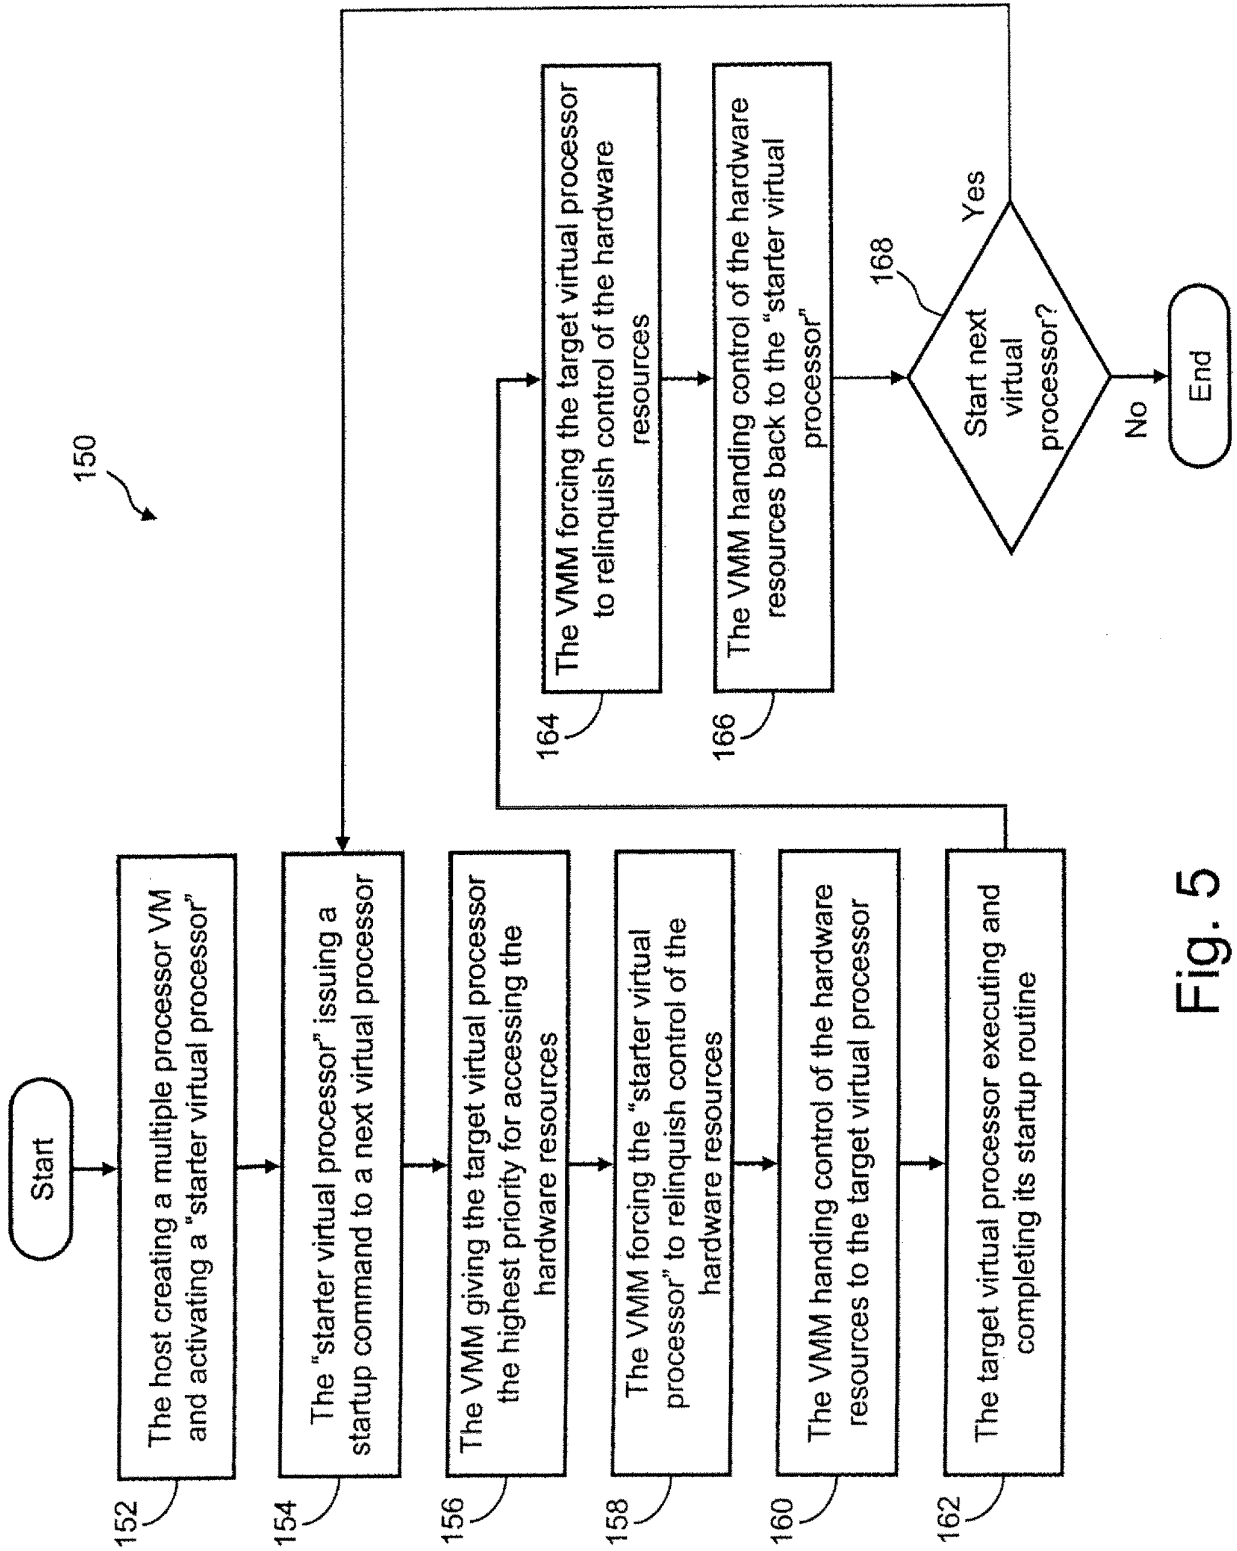 150
Start
152
The host creating a multiple processor VM
and activating a “starter virtual processor”
154
The “starter virtual processor” issuing a
startup command to a next virtual processor
156
The VMM giving the target virtual processor
the highest priority for accessing the
hardware resources
158
The VMM forcing the “starter virtual
processor” to relinquish control of the
hardware resources
160
The VMM handing control of the hardware
resources to the target virtual processor
162
The target virtual processor executing and
completing its startup routine
164
The VMM forcing the target virtual processor
to relinquish control of the hardware
resources
166
The VMM handing control of the hardware
resources back to the “starter virtual
processor”
168
Start next
virtual
processor?
Yes
No
End
Fig. 5